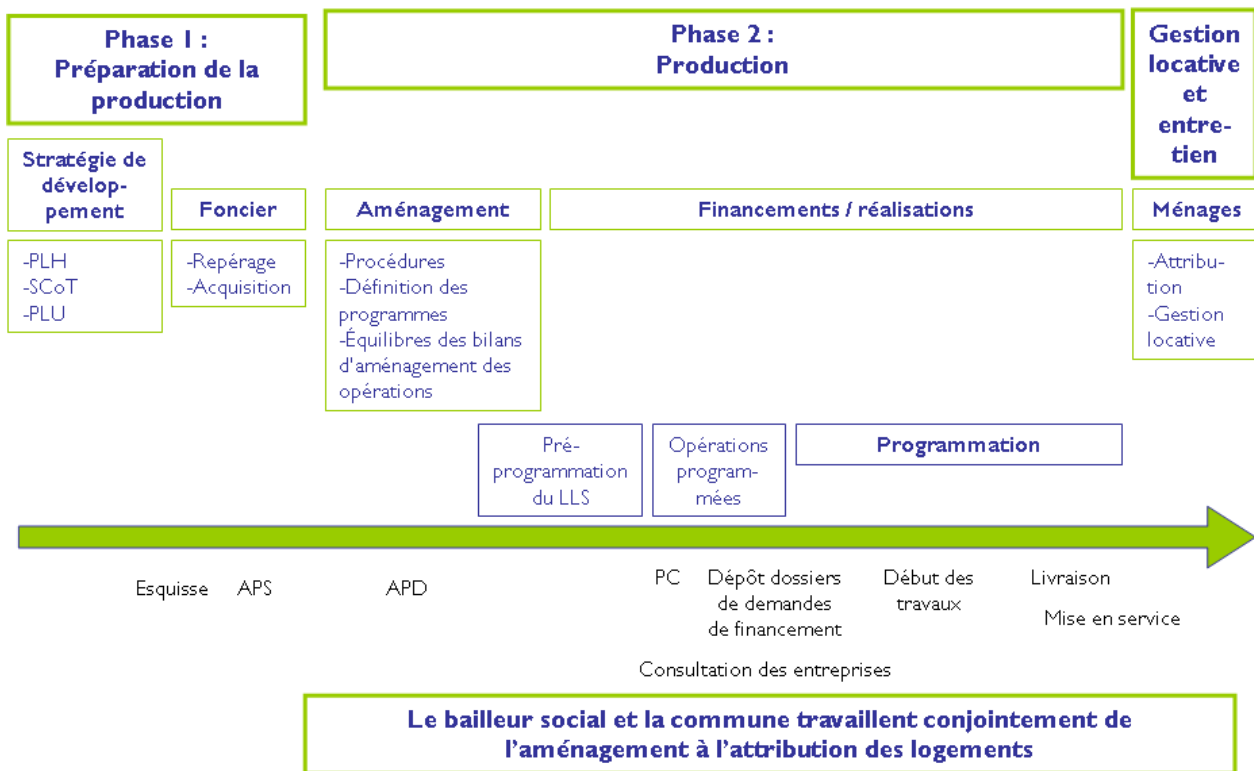 Phase 1 :
Préparation de la
production
Phase 2 :
Production
Gestion
locative
et
entre-
tien
Stratégie de
dévelop-
pement
Foncier
Aménagement
Financements / réalisations
Ménages
-PLH
-SCoT
-PLU
-Repérage
-Acquisition
-Procédures
-Définition des
programmes
-Équilibres des bilans
d'aménagement des
opérations
-Attribu-
tion
-Gestion
locative
Pré-
programmation
du LLS
Opérations
program-
mées
Programmation
Esquisse
APS
APD
PC
Dépôt dossiers
de demandes
de financement
Début des
travaux
Livraison
Mise en service
Consultation des entreprises
Le bailleur social et la commune travaillent conjointement de
l'aménagement à l'attribution des logements